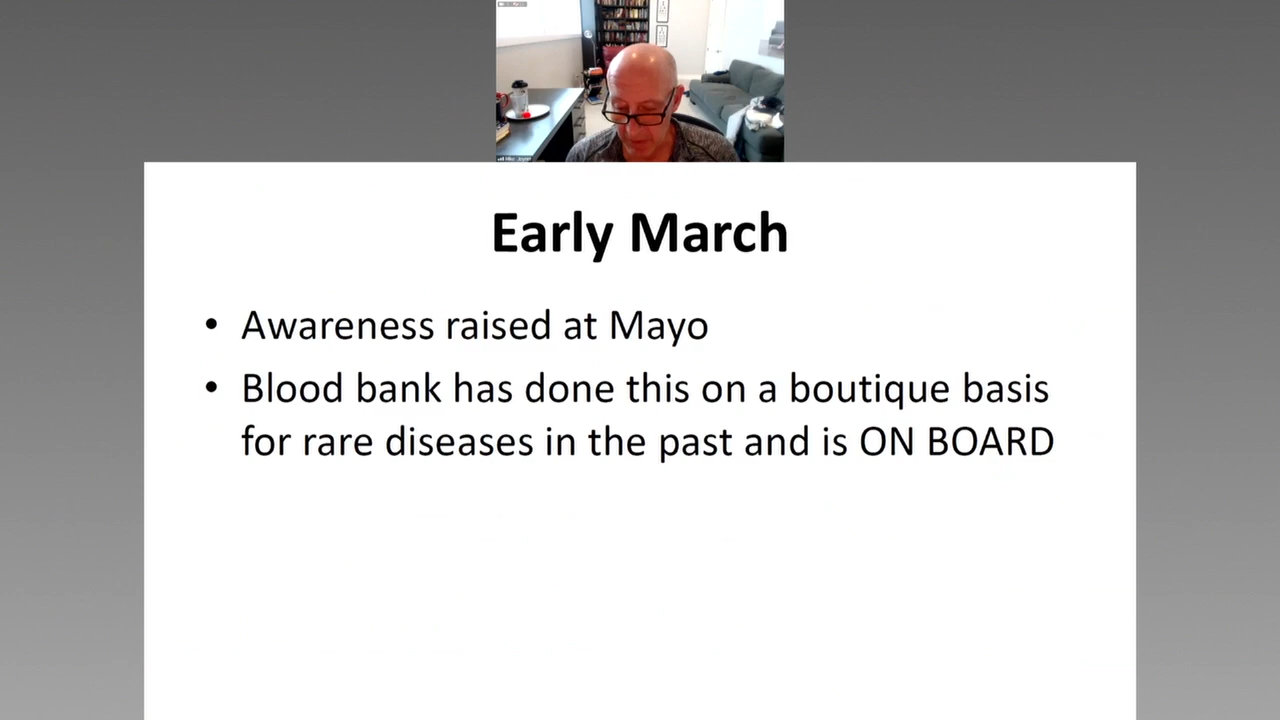 Early March
• Awareness raised at Mayo
• Blood bank has done this on a boutique basis
for rare diseases in the past and is ON BOARD